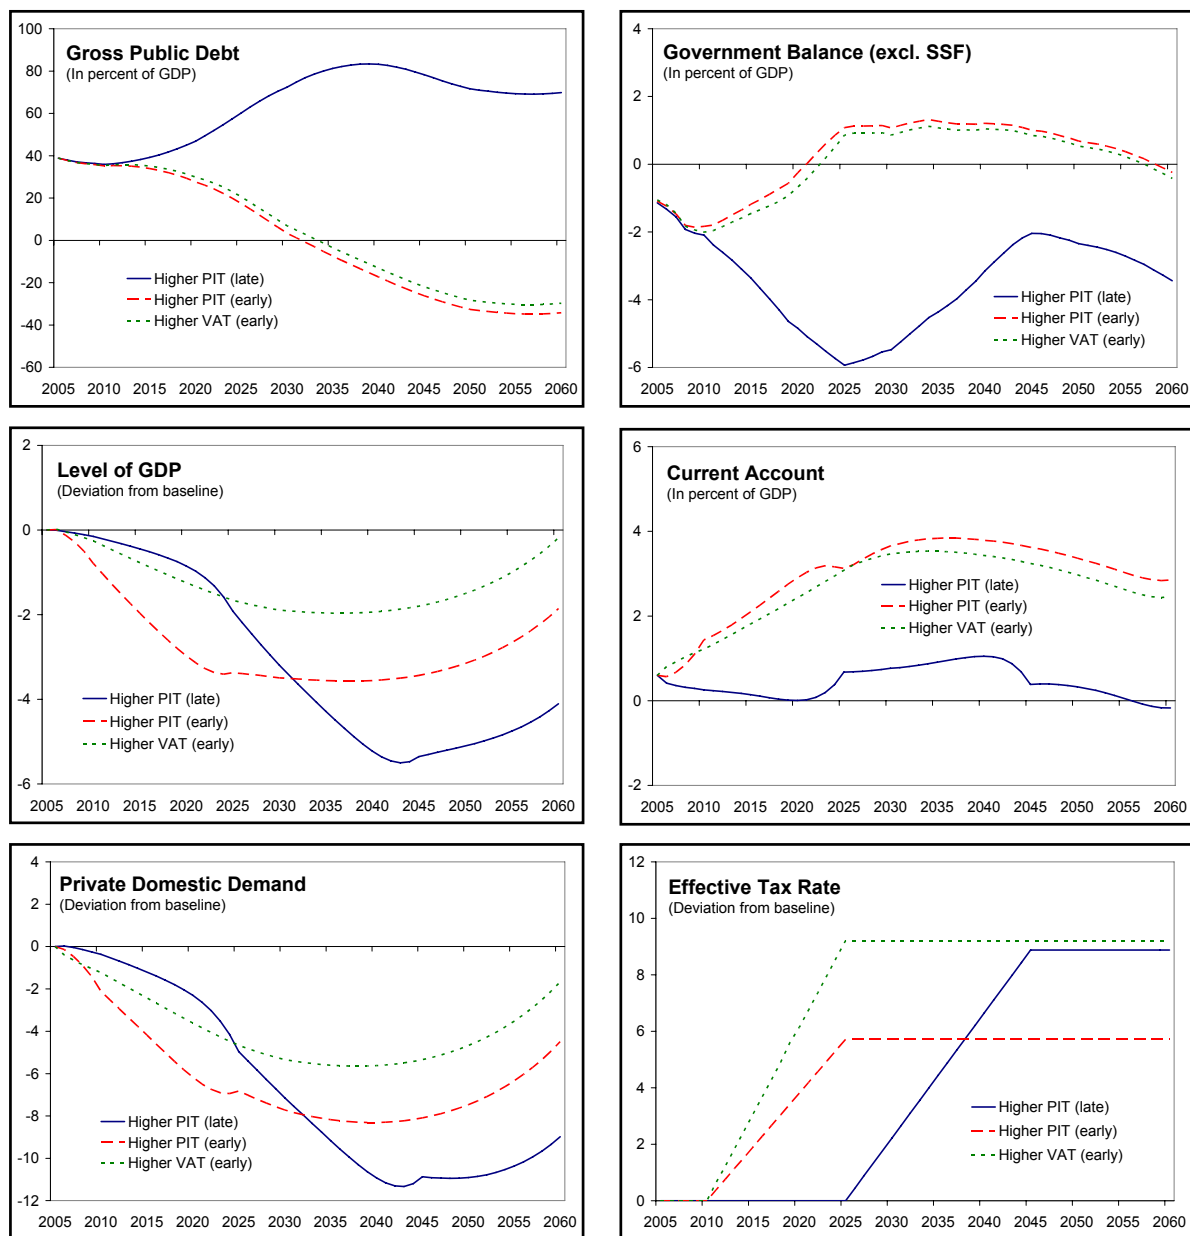 Gross Public Debt
(In percent of GDP)
100
80
60
40
20
0
-20
-40
-60
Higher PIT (late)
Higher PIT (early)
Higher VAT (early)
2005 2010 2015 2020 2025 2030 2035 2040 2045 2050 2055 2060
Government Balance (excl. SSF)
(In percent of GDP)
4
2
0
-2
-4
-6
Higher PIT (late)
Higher PIT (early)
Higher VAT (early)
2005 2010 2015 2020 2025 2030 2035 2040 2045 2050 2055 2060
Level of GDP
(Deviation from baseline)
2
0
-2
-4
-6
Higher PIT (late)
Higher PIT (early)
Higher VAT (early)
2005 2010 2015 2020 2025 2030 2035 2040 2045 2050 2055 2060
Current Account
(In percent of GDP)
6
4
2
0
-2
Higher PIT (late)
Higher PIT (early)
Higher VAT (early)
2005 2010 2015 2020 2025 2030 2035 2040 2045 2050 2055 2060
Private Domestic Demand
(Deviation from baseline)
4
2
0
-2
-4
-6
-8
-10
-12
Higher PIT (late)
Higher PIT (early)
Higher VAT (early)
2005 2010 2015 2020 2025 2030 2035 2040 2045 2050 2055 2060
Effective Tax Rate
(Deviation from baseline)
12
10
8
6
4
2
0
Higher PIT (late)
Higher PIT (early)
Higher VAT (early)
2005 2010 2015 2020 2025 2030 2035 2040 2045 2050 2055 2060